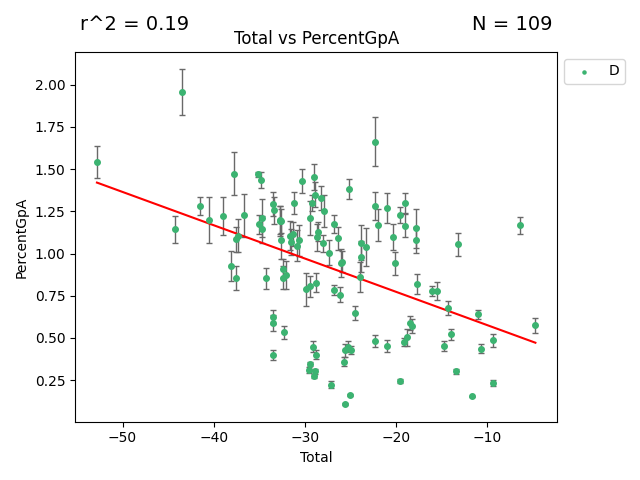 r^2 = 0.19
N = 109
Total vs PercentGpA
D
2.00
1.75
1.50
1.25
1.00
0.75
0.50
0.25
PercentGpA
−50
−40
−30
−20
−10
Total